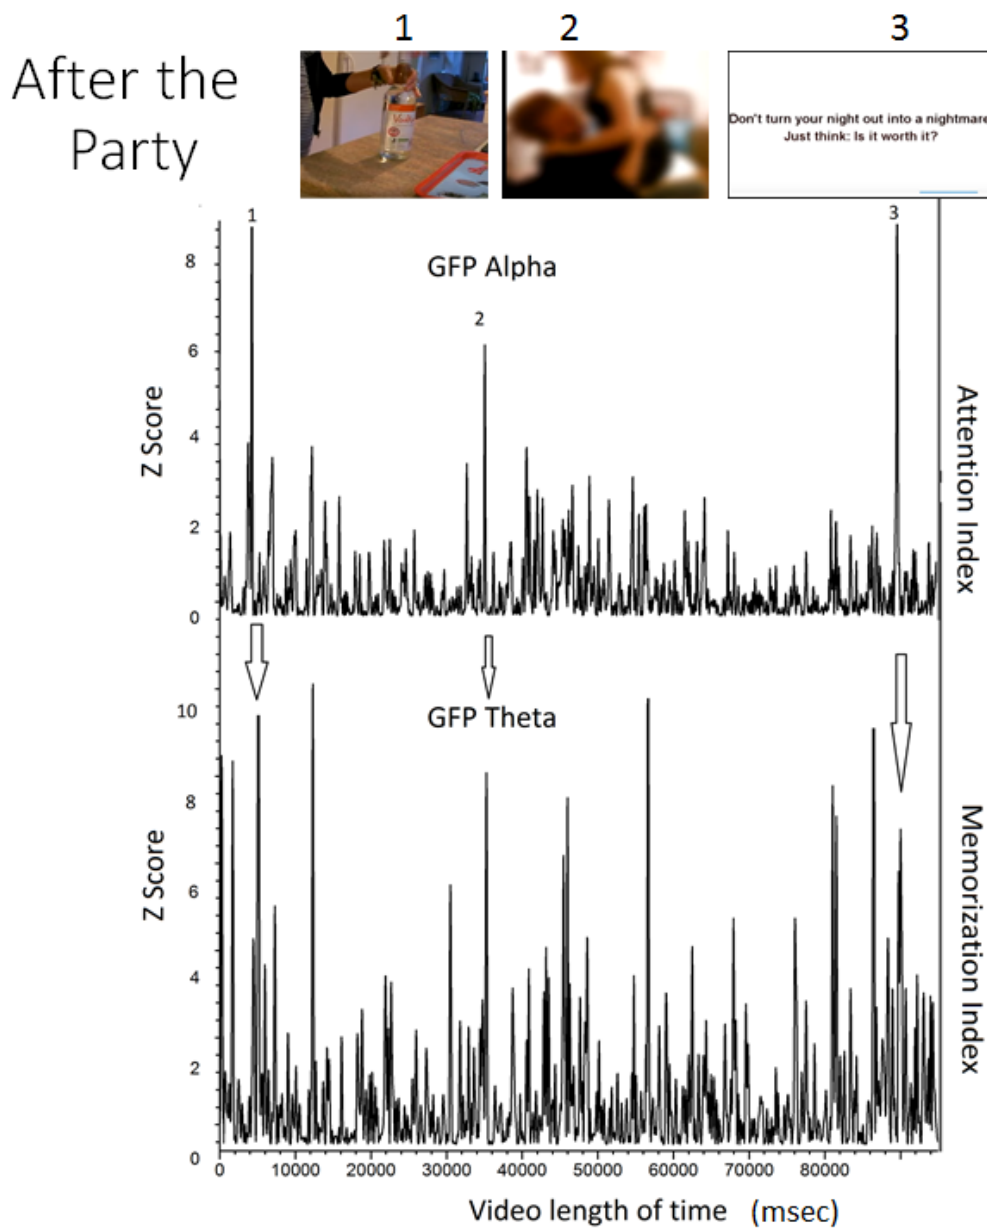 1
2
3
After the
Party
Vodka
Don't turn your night out into a nightmare
Just think: Is it worth it?
1
3
8
GFP Alpha
2
6
Z Score
Attention Index
4
2
0
10
GFP Theta
8
Z Score
Memorization Index
6
4
2
0
0 10000 20000 30000 40000 50000 60000 70000 80000
Video length of time (msec)